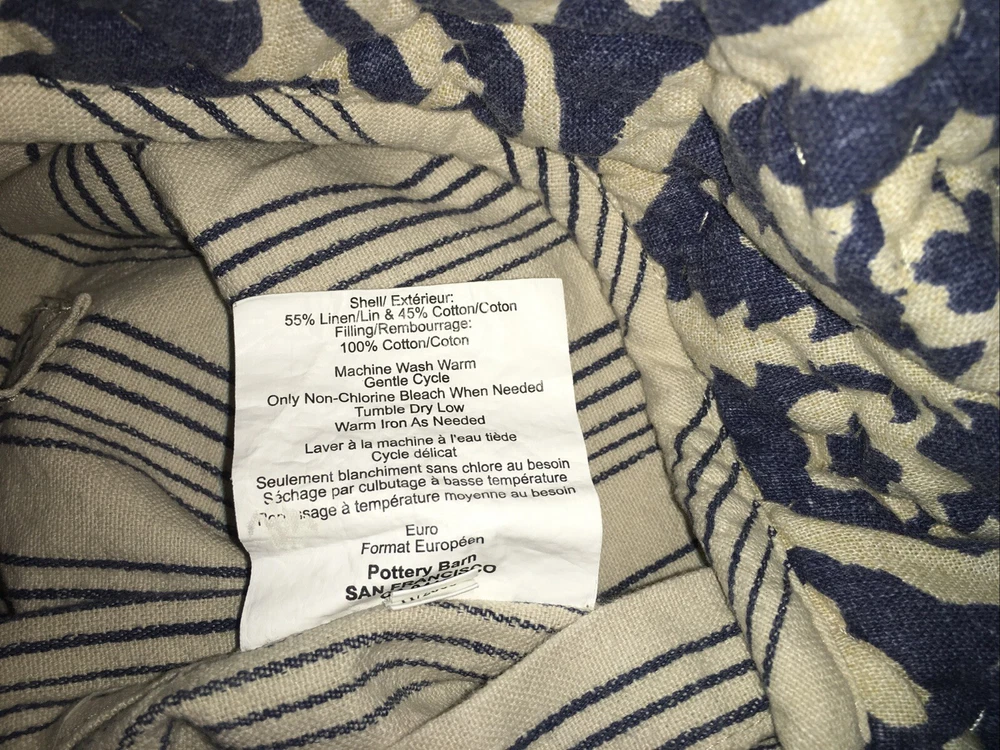 Shell/ Extérieur:
55% Linen/Lin & 45% Cotton/Coton
Filling/Rembourrage:
100% Cotton/Coton
Machine Wash Warm
Gentle Cycle
Only Non-Chlorine Bleach When Needed
Tumble Dry Low
Warm Iron As Needed
Laver à la machine à l'eau tiède
Cycle délicat
Seulement blanchiment sans chlore au besoin
Séchage par culbutage à basse température
à température moyenne au besoin
Euro
Format Européen
Pottery Barn
SAN FRANCISCO